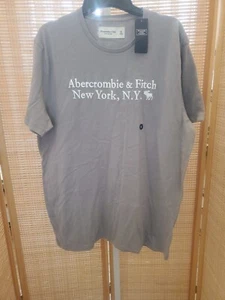 Abercrombie & Fitch
New York, N.Y.